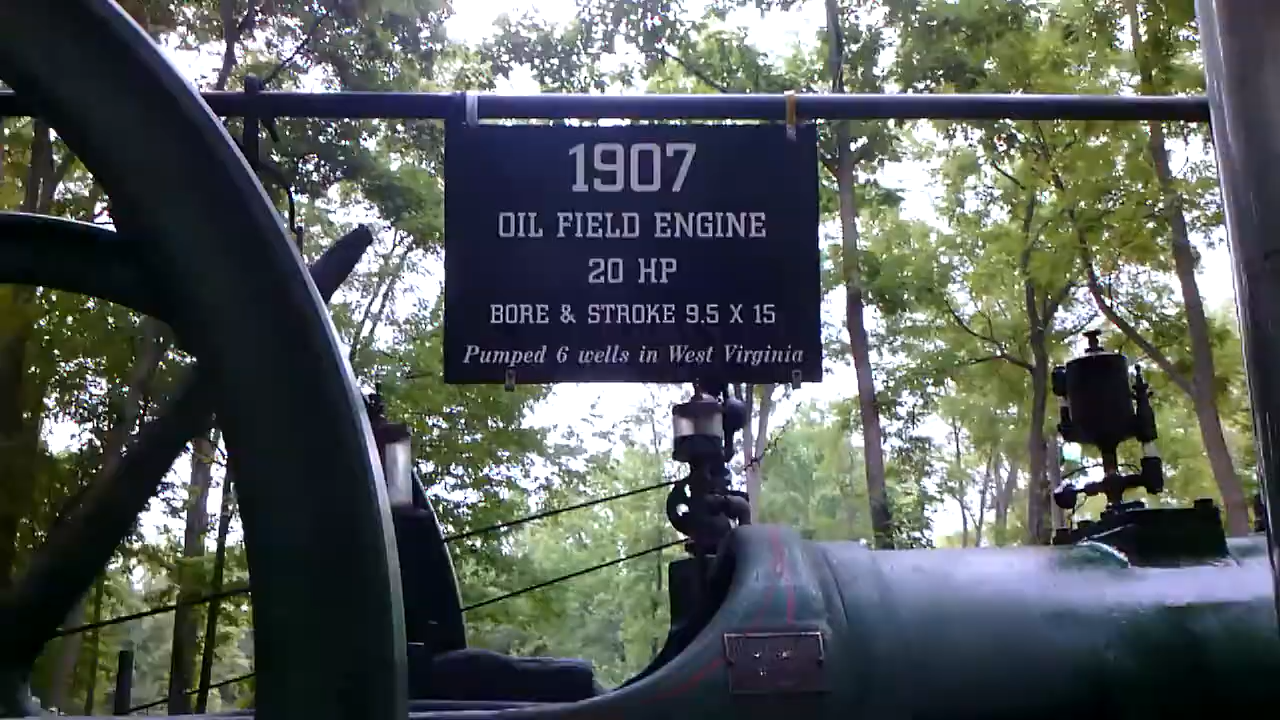 1907
OIL FIELD ENGINE
20 HP
BORE & STROKE 9.5 X 15
Pumped 6 wells in West Virginia